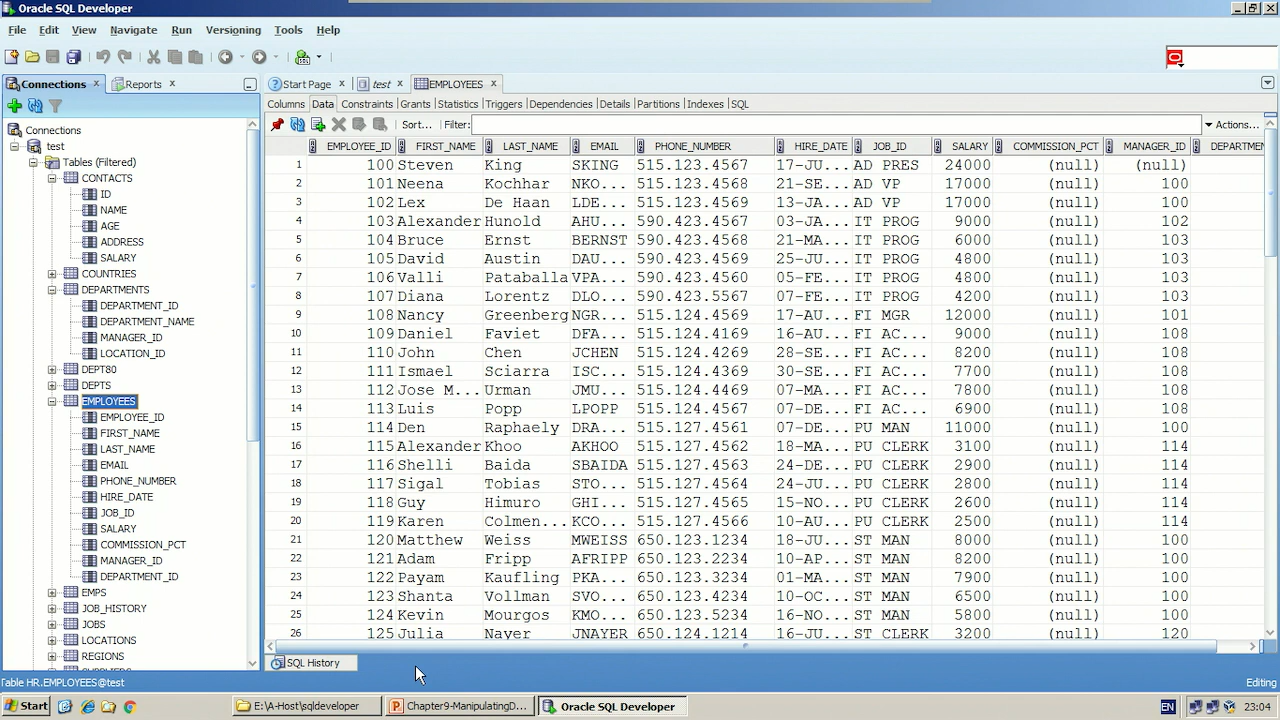 Oracle SQL Developer
File Edit View Navigate Run Versioning Tools Help
Connections Reports
Start Page test EMPLOYEES
Columns Data Constraints Grants Statistics Triggers Dependencies Details Partitions Indexes SQL
Sort... Filter: Actions...
Connections
test
Tables (Filtered)
CONTACTS
ID
NAME
AGE
ADDRESS
SALARY
COUNTRIES
DEPARTMENTS
DEPARTMENT_ID
DEPARTMENT_NAME
MANAGER_ID
LOCATION_ID
DEPT80
DEPTS
EMPLOYEES
EMPLOYEE_ID
FIRST_NAME
LAST_NAME
EMAIL
PHONE_NUMBER
HIRE_DATE
JOB_ID
SALARY
COMMISSION_PCT
MANAGER_ID
DEPARTMENT_ID
EMPS
JOB_HISTORY
JOBS
LOCATIONS
REGIONS
EMPLOYEE_ID FIRST_NAME LAST_NAME EMAIL PHONE_NUMBER HIRE_DATE JOB_ID SALARY COMMISSION_PCT MANAGER_ID DEPARTMEN
1 100 Steven King SKING 515.123.4567 17-JU... AD PRES 24000 (null) (null)
2 101 Neena Kochhar NKO... 515.123.4568 21-SE... AD VP 17000 (null) 100
3 102 Lex De Haan LDE... 515.123.4569 13-JA... AD VP 17000 (null) 100
4 103 Alexander Hunold AHU... 590.423.4567 03-JA... IT PROG 9000 (null) 102
5 104 Bruce Ernst BERNST 590.423.4568 21-MA... IT PROG 6000 (null) 103
6 105 David Austin DAU... 590.423.4569 25-JU... IT PROG 4800 (null) 103
7 106 Valli Pataballa VPA... 590.423.4560 05-FE... IT PROG 4800 (null) 103
8 107 Diana Lorentz DLO... 590.423.5567 07-FE... IT PROG 4200 (null) 103
9 108 Nancy Greenberg NGR... 515.124.4569 17-AU... FI MGR 12000 (null) 101
10 109 Daniel Faviet DFA... 515.124.4169 16-AU... FI AC... 9000 (null) 108
11 110 John Chen JCHEN 515.124.4269 28-SE... FI AC... 8200 (null) 108
12 111 Ismael Sciarra ISC... 515.124.4369 30-SE... FI AC... 7700 (null) 108
13 112 Jose M... Urman JMU... 515.124.4469 07-MA... FI AC... 7800 (null) 108
14 113 Luis Popp LPOPP 515.124.4567 07-DE... FI AC... 6900 (null) 108
15 114 Den Raphaely DRA... 515.127.4561 07-DE... PU MAN 11000 (null) 100
16 115 Alexander Khoo AKHOO 515.127.4562 18-MA... PU CLERK 3100 (null) 114
17 116 Shelli Baida SBAIDA 515.127.4563 24-DE... PU CLERK 2900 (null) 114
18 117 Sigal Tobias STO... 515.127.4564 24-JU... PU CLERK 2800 (null) 114
19 118 Guy Himuro GHI... 515.127.4565 15-NO... PU CLERK 2600 (null) 114
20 119 Karen Colmen... KCO... 515.127.4566 10-AU... PU CLERK 2500 (null) 114
21 120 Matthew Weiss MWEISS 650.123.1234 18-JU... ST MAN 8000 (null) 100
22 121 Adam Fripp AFRIPP 650.123.2234 10-AP... ST MAN 8200 (null) 100
23 122 Payam Kaufling PKA... 650.123.3234 01-MA... ST MAN 7900 (null) 100
24 123 Shanta Vollman SVO... 650.123.4234 10-OC... ST MAN 6500 (null) 100
25 124 Kevin Mourgos KMO... 650.123.5234 16-NO... ST MAN 5800 (null) 100
26 125 Julia Nayer JNAYER 650.124.1214 16-JU... ST CLERK 3200 (null) 120
SQL History
Table HR.EMPLOYEES@test Editing
Start E:\A-Host\sqldeveloper Chapter9-ManipulatingD... Oracle SQL Developer EN 23:04